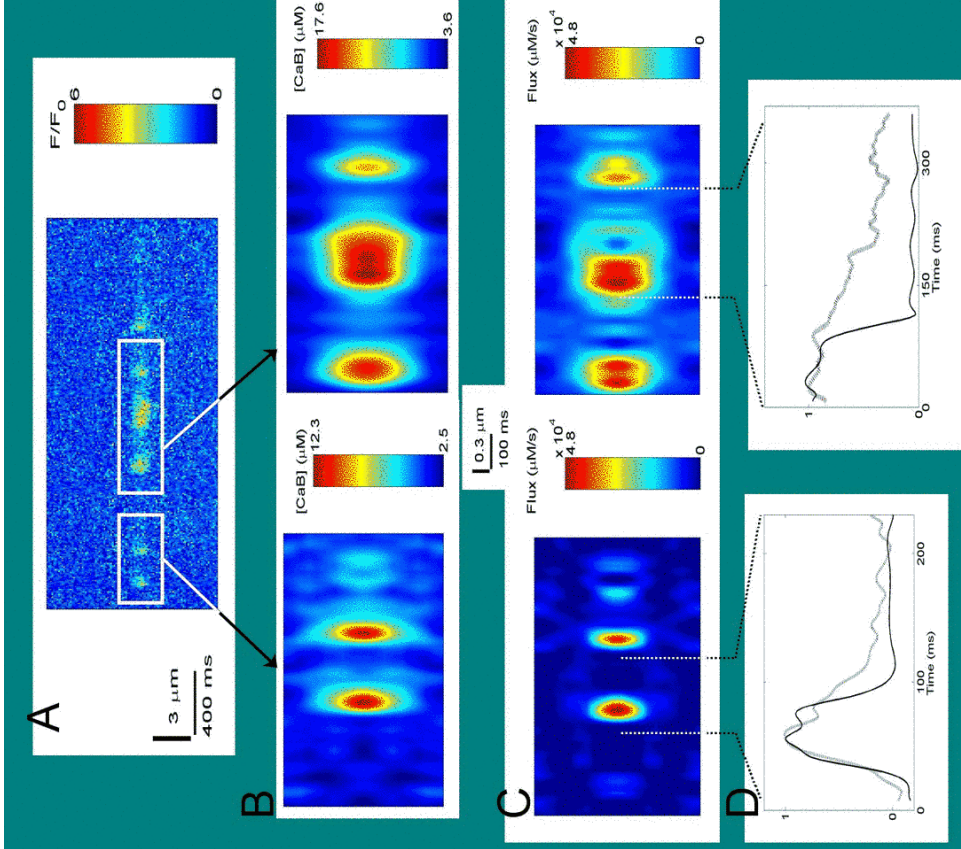 A
F/F0
6
0
3 μm
400 ms
B
[CaB] (μM)
12.3
2.5
[CaB] (μM)
17.6
3.6
0.3 μm
100 ms
C
Flux (μM/s)
x 10⁴
4.8
0
Flux (μM/s)
x 10⁴
4.8
0
D
1
0
0
100
200
Time (ms)
1
0
0
150
300
Time (ms)